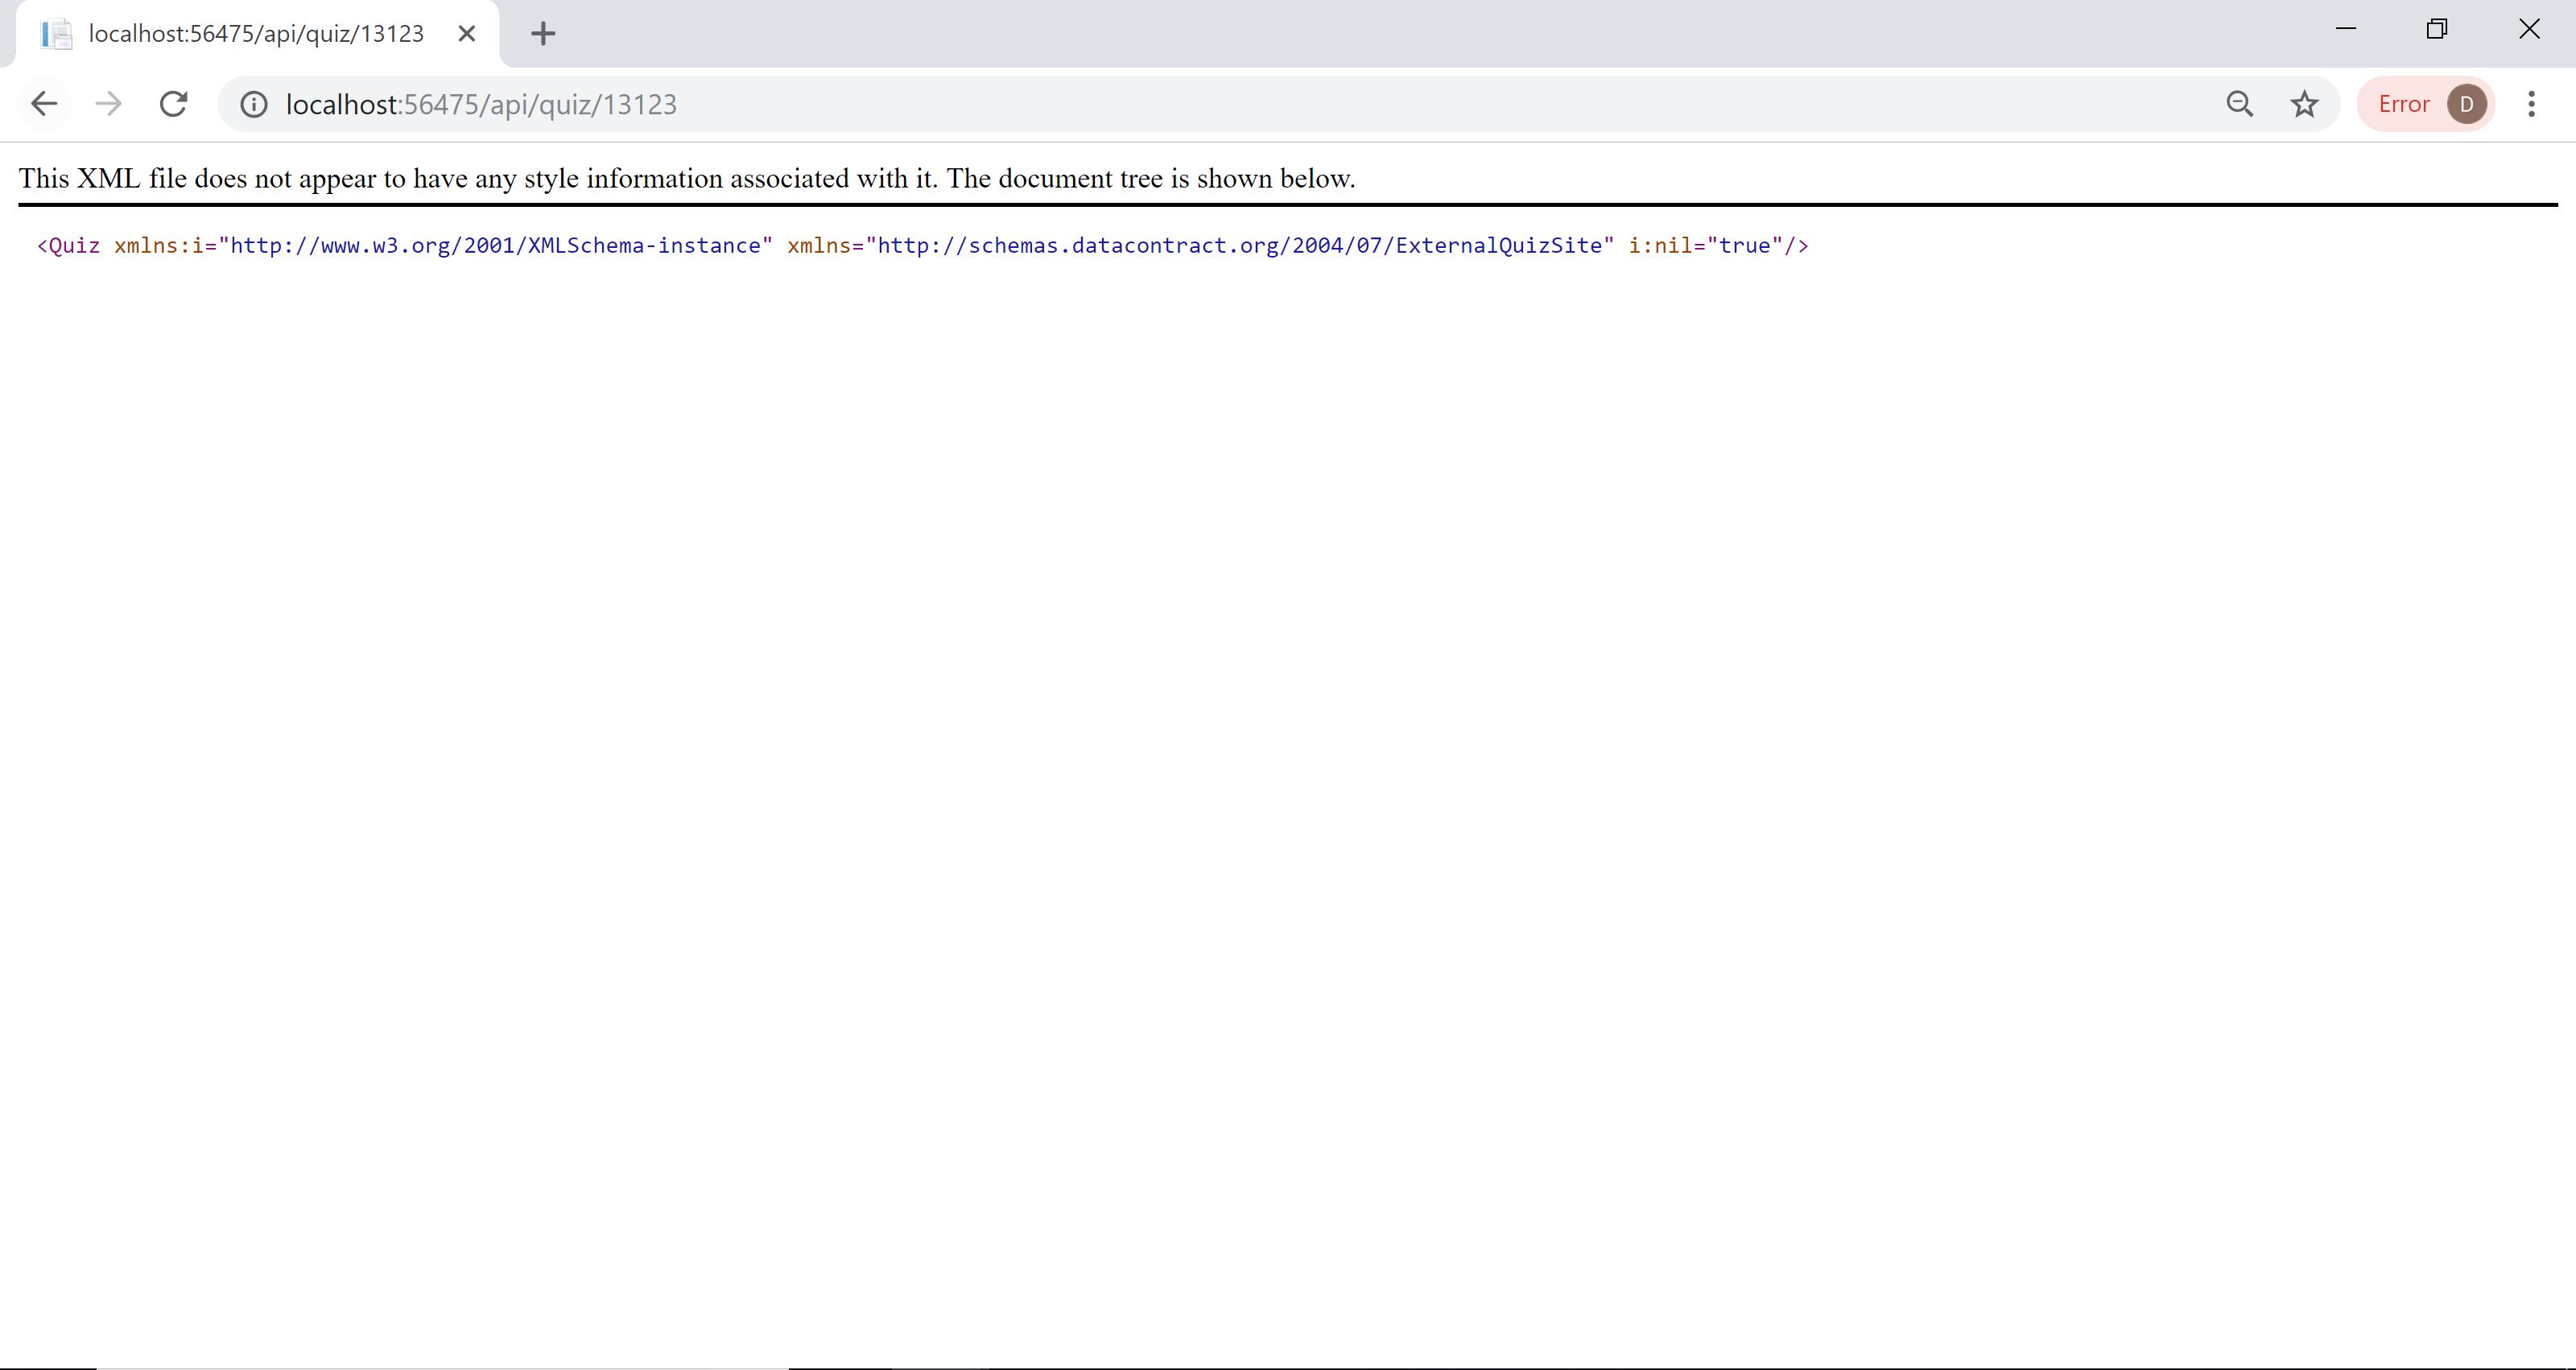 localhost:56475/api/quiz/13123
localhost:56475/api/quiz/13123
Error D
This XML file does not appear to have any style information associated with it. The document tree is shown below.
<Quiz xmlns:i="http://www.w3.org/2001/XMLSchema-instance" xmlns="http://schemas.datacontract.org/2004/07/ExternalQuizSite" i:nil="true"/>